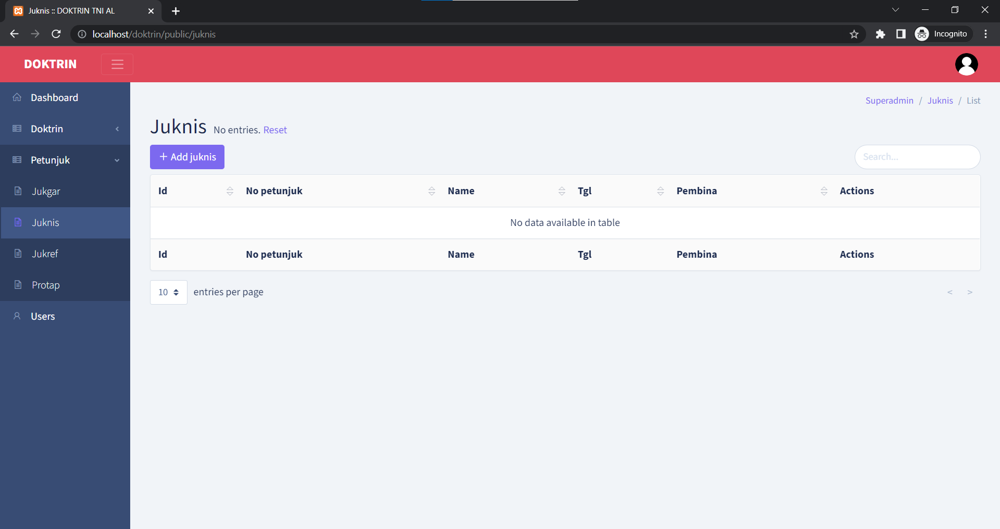 Juknis :: DOKTRIN TNI AL
localhost/doktrin/public/juknis
Incognito
DOKTRIN
Dashboard
Doktrin
Petunjuk
Jukgar
Juknis
Jukref
Protap
Users
Superadmin / Juknis / List
Juknis No entries. Reset
+ Add juknis
Search...
Id No petunjuk Name Tgl Pembina Actions
No data available in table
Id No petunjuk Name Tgl Pembina Actions
10 entries per page
< >